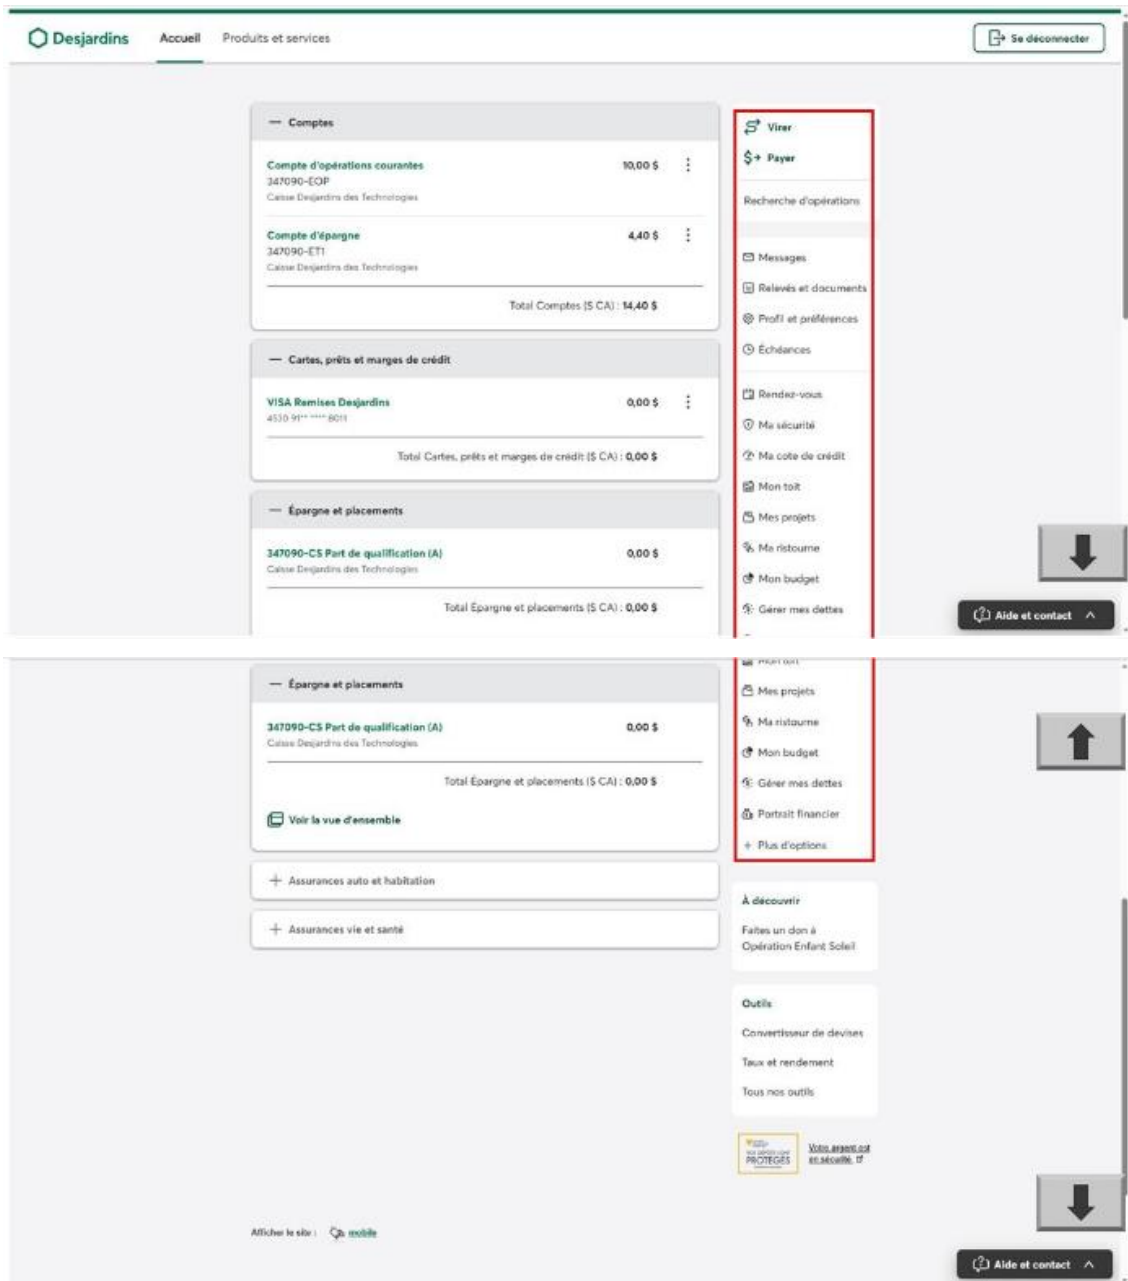 Desjardins Accueil Produits et services Se déconnecter
— Comptes
Compte d'opérations courantes 10,00 $
347090-EOP
Caisse Desjardins des Technologies
Compte d'épargne 4,40 $
347090-ET1
Caisse Desjardins des Technologies
Total Comptes ($ CA) : 14,40 $
— Cartes, prêts et marges de crédit
VISA Remises Desjardins 0,00 $
4530 91** **** 8011
Total Cartes, prêts et marges de crédit ($ CA) : 0,00 $
— Épargne et placements
347090-CS Part de qualification (A) 0,00 $
Caisse Desjardins des Technologies
Total Épargne et placements ($ CA) : 0,00 $
Virer
Payer
Recherche d'opérations
Messages
Relevés et documents
Profil et préférences
Échéances
Rendez-vous
Ma sécurité
Ma cote de crédit
Mon toit
Mes projets
Ma ristourne
Mon budget
Gérer mes dettes
Aide et contact
— Épargne et placements
347090-CS Part de qualification (A) 0,00 $
Caisse Desjardins des Technologies
Total Épargne et placements ($ CA) : 0,00 $
Voir la vue d'ensemble
+ Assurances auto et habitation
+ Assurances vie et santé
Mon toit
Mes projets
Ma ristourne
Mon budget
Gérer mes dettes
Portrait financier
+ Plus d'options
À découvrir
Faites un don à
Opération Enfant Soleil
Outils
Convertisseur de devises
Taux et rendement
Tous nos outils
PROTÉGÉS
Votre argent est
en sécurité.
Afficher le site : mobile
Aide et contact